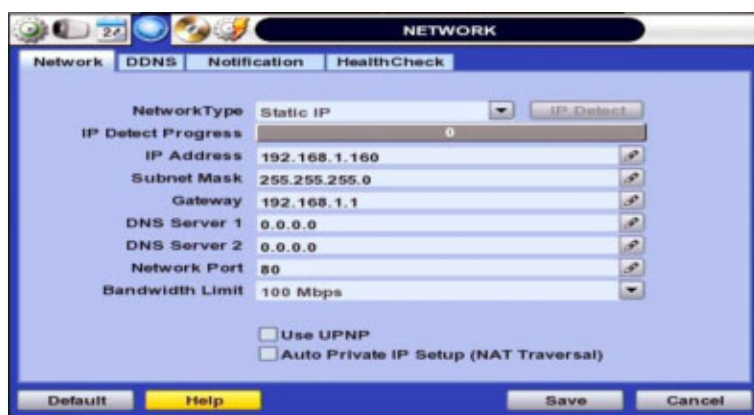 NETWORK
Network DDNS Notification HealthCheck
NetworkType Static IP IP Detect
IP Detect Progress 0
IP Address 192.168.1.160
Subnet Mask 255.255.255.0
Gateway 192.168.1.1
DNS Server 1 0.0.0.0
DNS Server 2 0.0.0.0
Network Port 80
Bandwidth Limit 100 Mbps
Use UPNP
Auto Private IP Setup (NAT Traversal)
Default Help Save Cancel